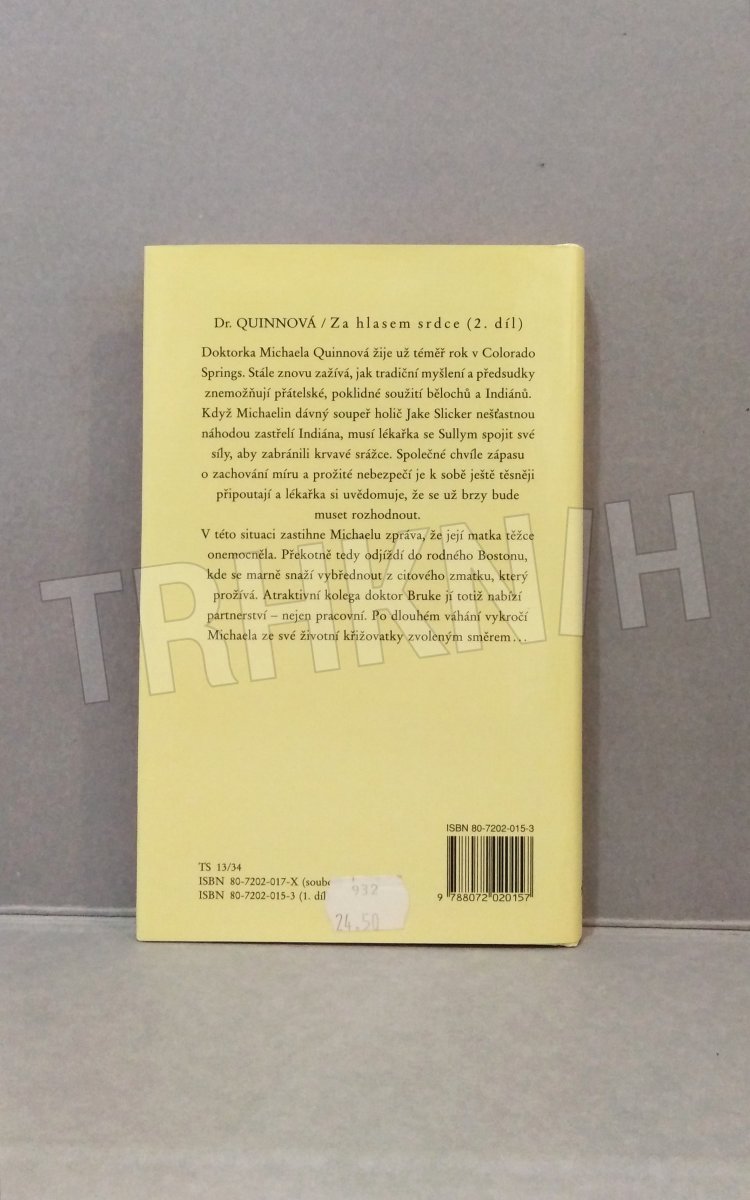 Dr. QUINNOVÁ / Za hlasem srdce (2. díl)
Doktorka Michaela Quinnová žije už téměř rok v Colorado
Springs. Stále znovu zažívá, jak tradiční myšlení a předsudky
znemožňují přátelské, poklidné soužití bělochů a Indiánů.
Když Michaelin dávný soupeř holič Jake Slicker nešťastnou
náhodou zastřelí Indiána, musí lékařka se Sullym spojit své
síly, aby zabránili krvavé srážce. Společné chvíle zápasu
o zachování míru a prožité nebezpečí je k sobě ještě těsněji
připoutají a lékařka si uvědomuje, že se už brzy bude
muset rozhodnout.
V této situaci zastihne Michaelu zpráva, že její matka těžce
onemocněla. Překotně tedy odjíždí do rodného Bostonu,
kde se marně snaží vybřednout z citového zmatku, který
prožívá. Atraktivní kolega doktor Bruke jí totiž nabízí
partnerství – nejen pracovní. Po dlouhém váhání vykročí
Michaela ze své životní křižovatky zvoleným směrem...
TRHKNIH
ISBN 80-7202-015-3
9 788072 020157
TS 13/34
ISBN 80-7202-017-X (soubo
ISBN 80-7202-015-3 (1. díl
932
24.50